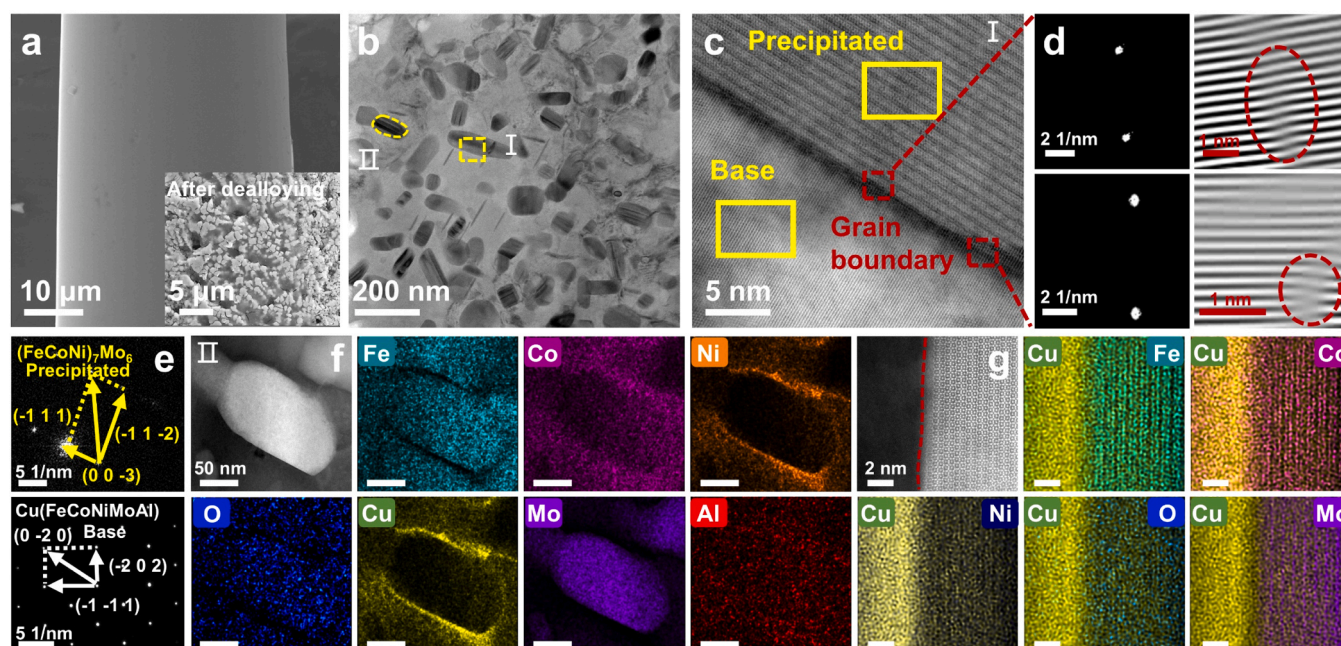 a
After dealloying
10 μm
5 μm
b
II
I
200 nm
c
Precipitated
I
Base
Grain
boundary
5 nm
d
2 1/nm
1 nm
2 1/nm
1 nm
(FeCoNi)7Mo6
Precipitated
e
(-1 1 1)
(-1 1 -2)
(0 0 -3)
5 1/nm
II
f
50 nm
Fe
Co
Ni
g
2 nm
Cu
Fe
Cu
Co
Cu(FeCoNiMoAl)
(0 -2 0)
Base
(-2 0 2)
(-1 -1 1)
5 1/nm
O
Cu
Mo
Al
Cu
Ni
Cu
O
Cu
Mo